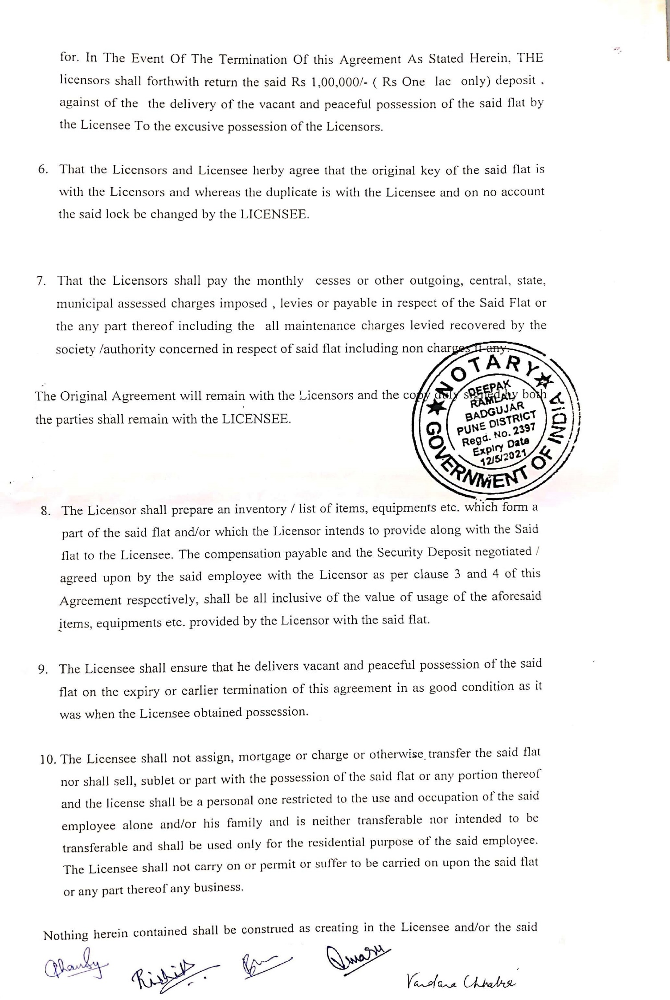 for. In The Event Of The Termination Of this Agreement As Stated Herein, THE
licensors shall forthwith return the said Rs 1,00,000/- ( Rs One lac only) deposit .
against of the the delivery of the vacant and peaceful possession of the said flat by
the Licensee To the excusive possession of the Licensors.
6. That the Licensors and Licensee herby agree that the original key of the said flat is
with the Licensors and whereas the duplicate is with the Licensee and on no account
the said lock be changed by the LICENSEE.
7. That the Licensors shall pay the monthly cesses or other outgoing, central, state,
municipal assessed charges imposed , levies or payable in respect of the Said Flat or
the any part thereof including the all maintenance charges levied recovered by the
society /authority concerned in respect of said flat including non charges if any.
The Original Agreement will remain with the Licensors and the copy duly signed by both
the parties shall remain with the LICENSEE.
NOTARY
DEEPAK
RAMLAL
BADGUJAR
PUNE DISTRICT
Regd. No. 2397
Expiry Date
12/5/2021
GOVERNMENT OF INDIA
8. The Licensor shall prepare an inventory / list of items, equipments etc. which form a
part of the said flat and/or which the Licensor intends to provide along with the Said
flat to the Licensee. The compensation payable and the Security Deposit negotiated /
agreed upon by the said employee with the Licensor as per clause 3 and 4 of this
Agreement respectively, shall be all inclusive of the value of usage of the aforesaid
items, equipments etc. provided by the Licensor with the said flat.
9. The Licensee shall ensure that he delivers vacant and peaceful possession of the said
flat on the expiry or earlier termination of this agreement in as good condition as it
was when the Licensee obtained possession.
10. The Licensee shall not assign, mortgage or charge or otherwise transfer the said flat
nor shall sell, sublet or part with the possession of the said flat or any portion thereof
and the license shall be a personal one restricted to the use and occupation of the said
employee alone and/or his family and is neither transferable nor intended to be
transferable and shall be used only for the residential purpose of the said employee.
The Licensee shall not carry on or permit or suffer to be carried on upon the said flat
or any part thereof any business.
Nothing herein contained shall be construed as creating in the Licensee and/or the said
Vandana Chhabra